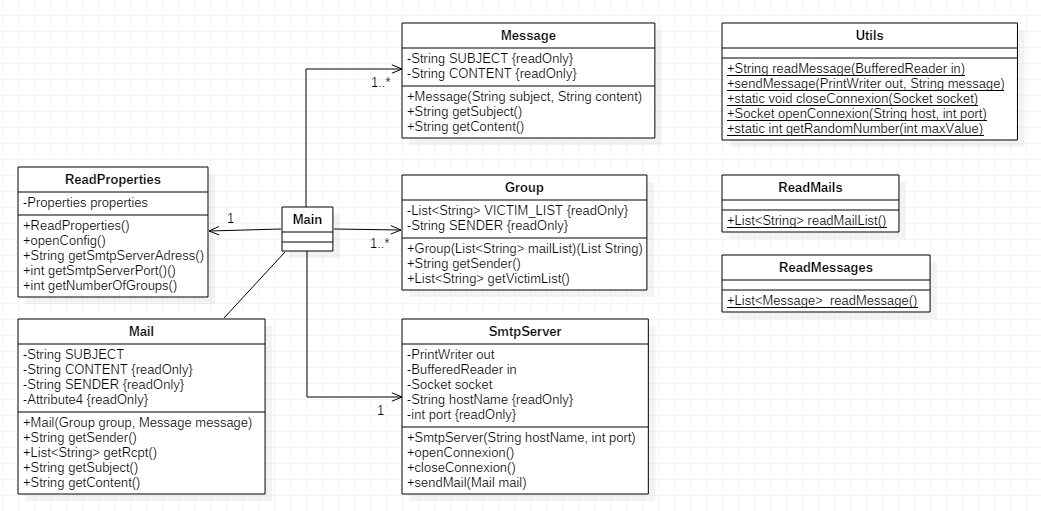 Message
-String SUBJECT {readOnly}
-String CONTENT {readOnly}
+Message(String subject, String content)
+String getSubject()
+String getContent()
Utils
+String readMessage(BufferedReader in)
+sendMessage(PrintWriter out, String message)
+static void closeConnexion(Socket socket)
+Socket openConnexion(String host, int port)
+static int getRandomNumber(int maxValue)
1..*
ReadProperties
-Properties properties
+ReadProperties()
+openConfig()
+String getSmtpServerAdress()
+int getSmtpServerPort()()
+int getNumberOfGroups()
1
Main
1..*
Group
-List<String> VICTIM_LIST {readOnly}
-String SENDER {readOnly}
+Group(List<String> mailList)(List String)
+String getSender()
+List<String> getVictimList()
ReadMails
+List<String> readMailList()
ReadMessages
+List<Message> readMessage()
Mail
-String SUBJECT
-String CONTENT {readOnly}
-String SENDER {readOnly}
-Attribute4 {readOnly}
+Mail(Group group, Message message)
+String getSender()
+List<String> getRcpt()
+String getSubject()
+String getContent()
1
SmtpServer
-PrintWriter out
-BufferedReader in
-Socket socket
-String hostName {readOnly}
-int port {readOnly}
+SmtpServer(String hostName, int port)
+openConnexion()
+closeConnexion()
+sendMail(Mail mail)